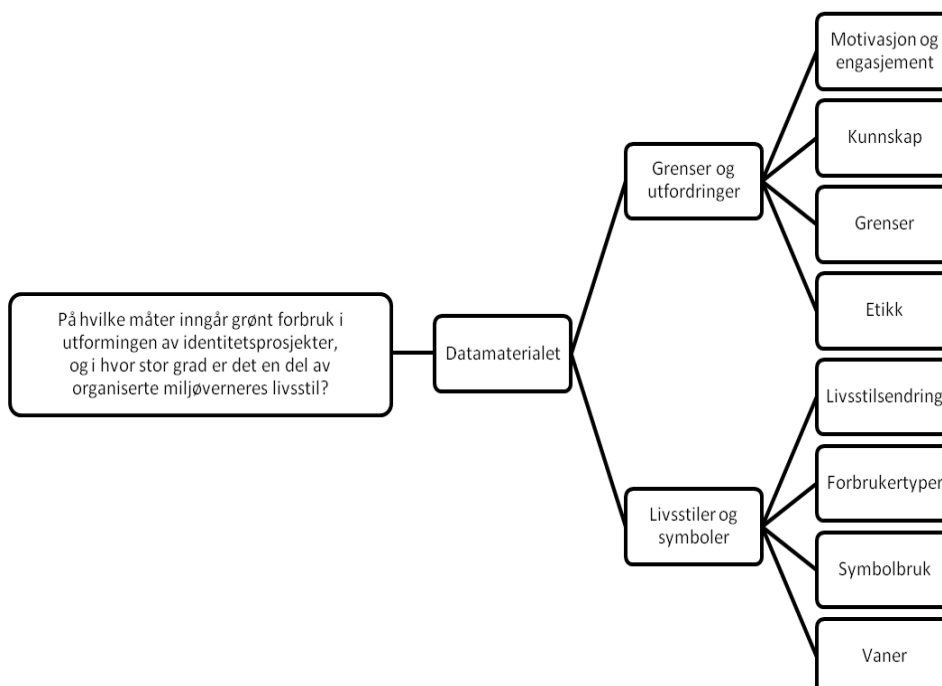 På hvilke måter inngår grønt forbruk i
utformingen av identitetsprosjekter,
og i hvor stor grad er det en del av
organiserte miljøverneres livsstil?
Datamaterialet
Grenser og
utfordringer
Motivasjon og
engasjement
Kunnskap
Grenser
Etikk
Livsstiler og
symboler
Livsstilsendring
Forbrukertyper
Symbolbruk
Vaner